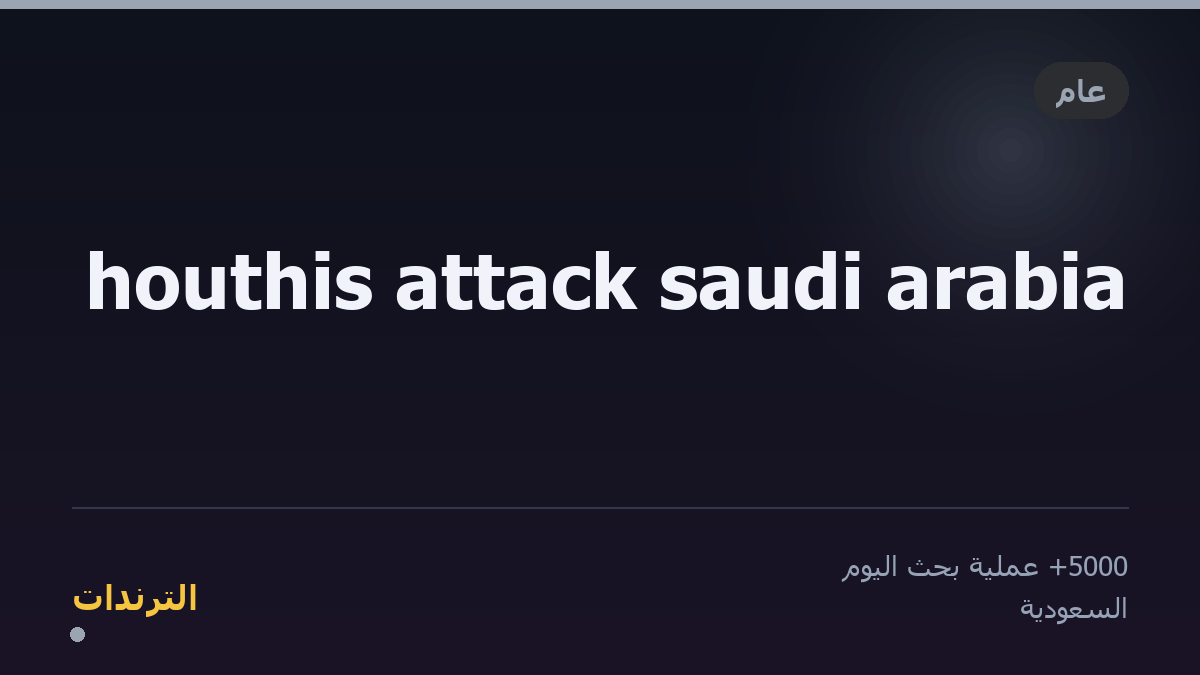 عام
houthis attack saudi arabia
5000+ عملية بحث اليوم
السعودية
الترندات